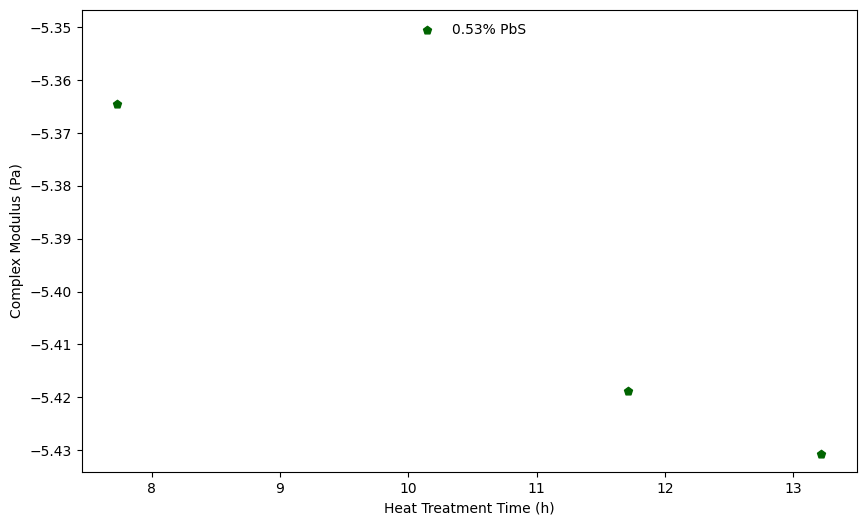 0.53% PbS
−5.35
−5.36
−5.37
−5.38
−5.39
−5.40
−5.41
−5.42
−5.43
Complex Modulus (Pa)
8 9 10 11 12 13
Heat Treatment Time (h)